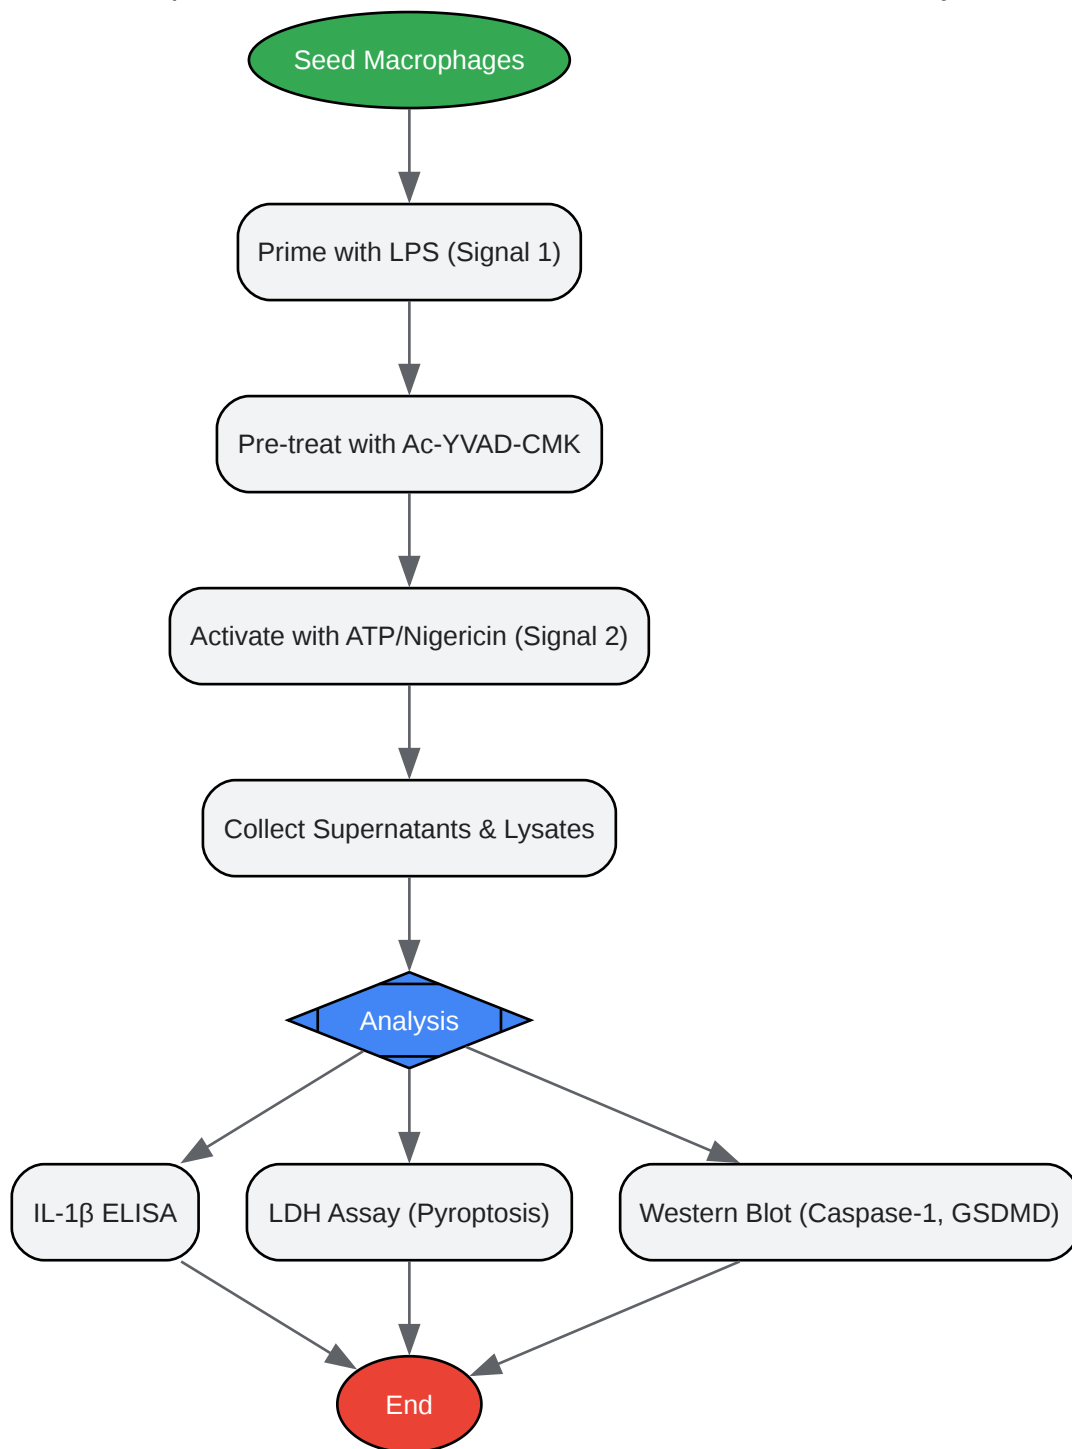 Seed Macrophages
Prime with LPS (Signal 1)
Pre-treat with Ac-YVAD-CMK
Activate with ATP/Nigericin (Signal 2)
Collect Supernatants & Lysates
Analysis
IL-1β ELISA
LDH Assay (Pyroptosis)
Western Blot (Caspase-1, GSDMD)
End